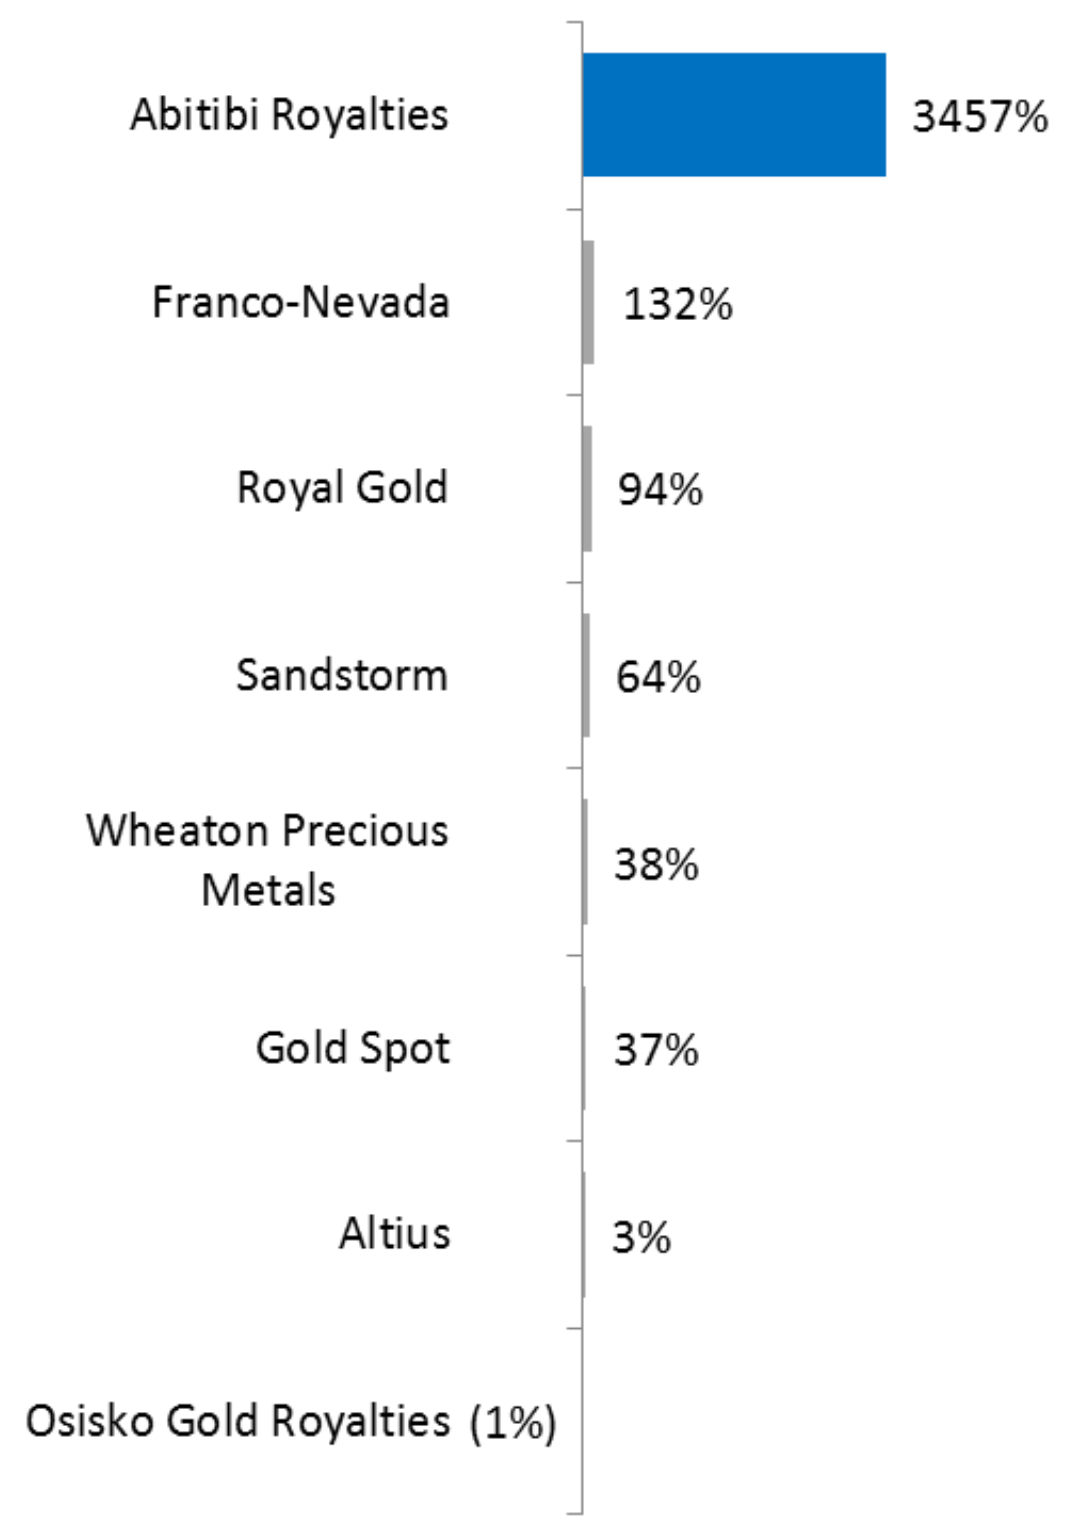 Abitibi Royalties 3457%
Franco-Nevada 132%
Royal Gold 94%
Sandstorm 64%
Wheaton Precious
Metals 38%
Gold Spot 37%
Altius 3%
Osisko Gold Royalties (1%)